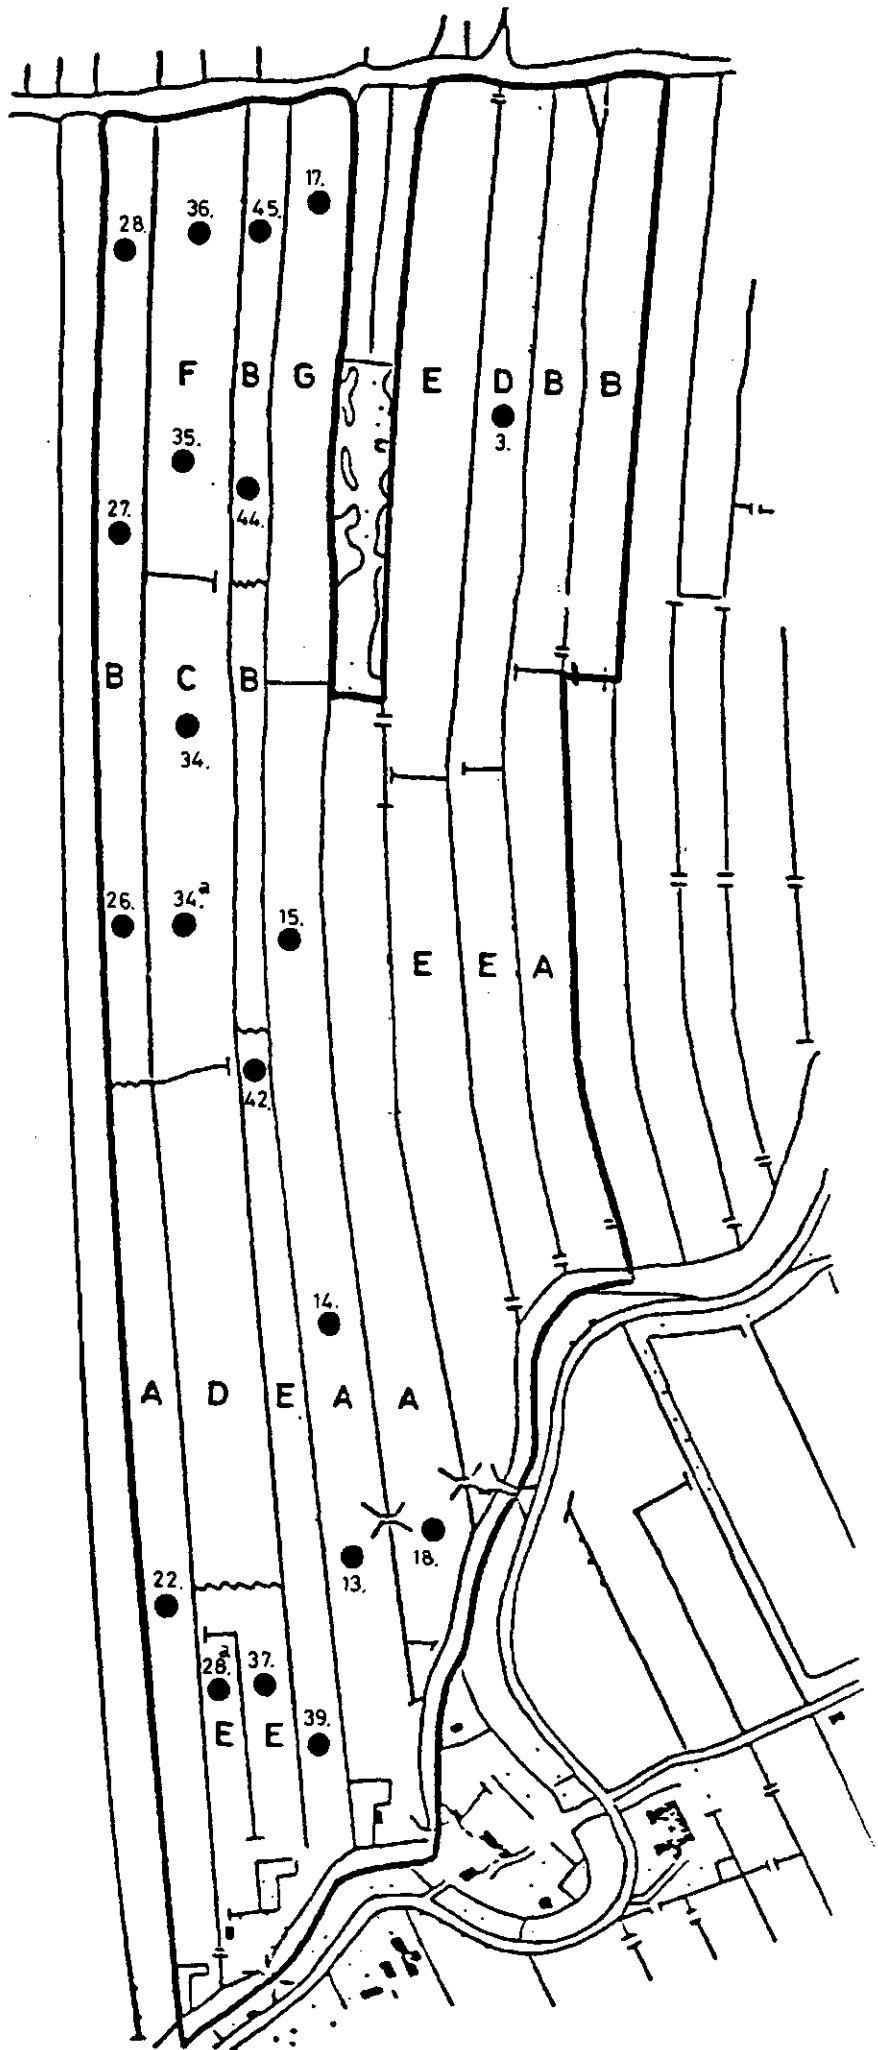 17.
36.
45.
28.
F B G E D B B
3.
35.
44.
27.
B C B
34.
26.
34.a
15.
E E A
42.
14.
A D E A A
18.
13.
22.
28.a
37.
39.
E E